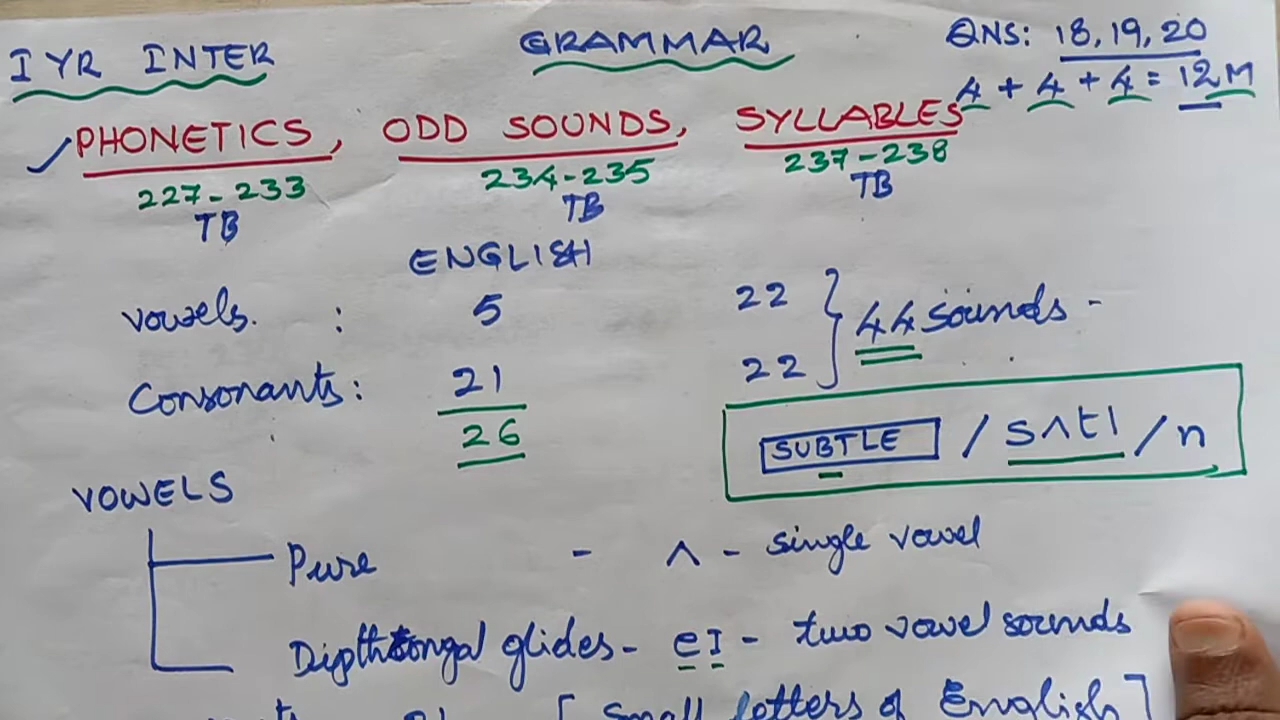 I YR INTER GRAMMAR QNS: 18, 19, 20
4 + 4 + 4 = 12M
PHONETICS, ODD SOUNDS, SYLLABLES
227-233 234-235 237-238
TB TB TB
ENGLISH
Vowels. : 5 22
44 Sounds -
Consonants: 21 22
26
SUBTLE / sʌtl / n
VOWELS
Pure - ʌ - single vowel
Dipthtongal glides - eI - two vowel sounds
[ Small letters of English ]